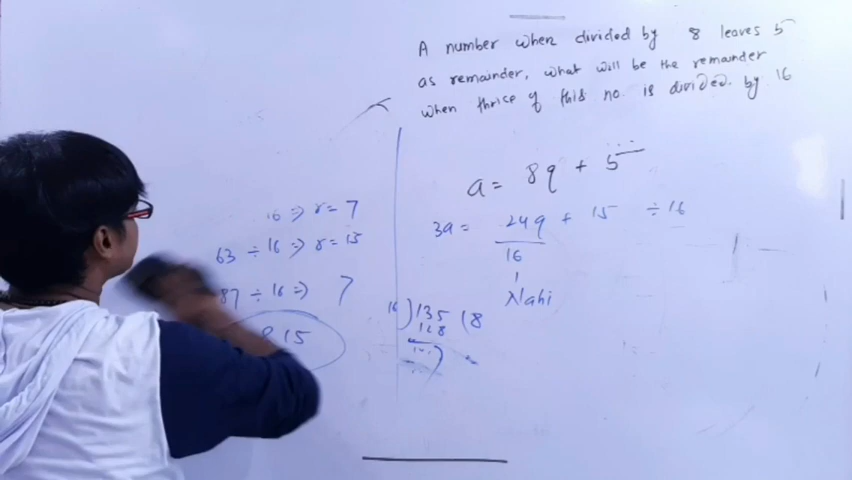 A number when divided by 8 leaves 5
as remainder, what will be the remainder
when thrice of this no. is divided by 16
a = 8q + 5
3a = 24q + 15 ÷ 16
16
Nahi
16 ⇒ r = 7
63 ÷ 16 ⇒ r = 15
87 ÷ 16 ⇒ 7
15
16 ) 135 ( 8
128